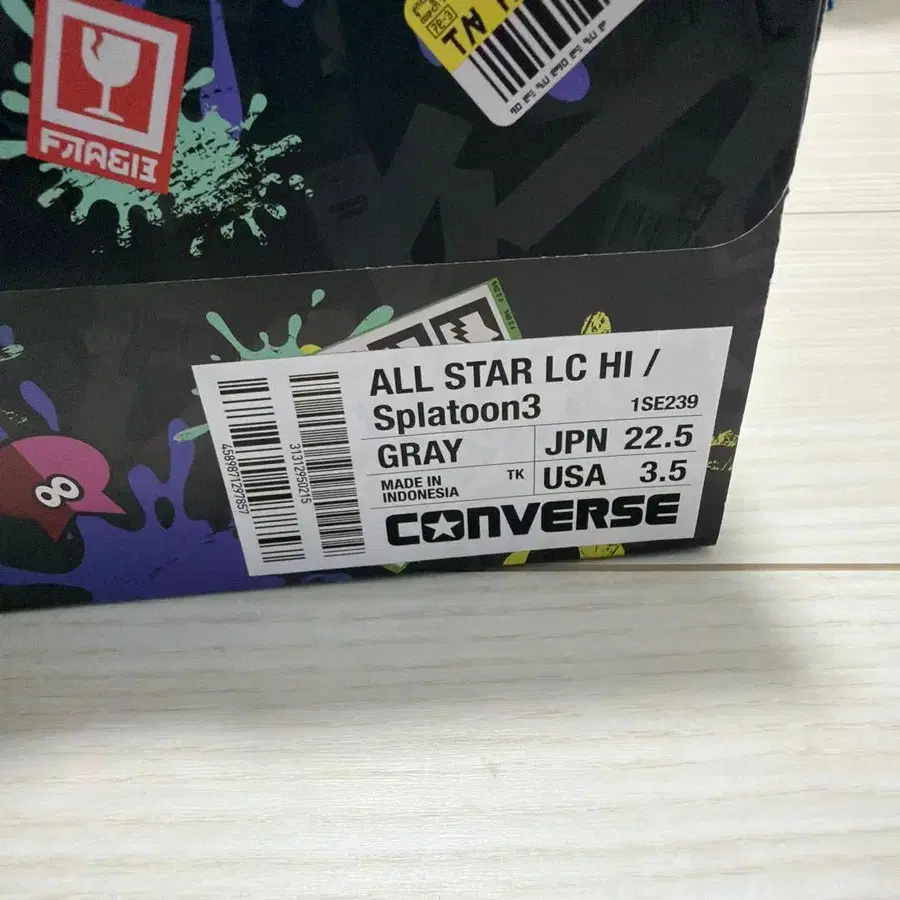 ALL STAR LC HI /
Splatoon3 1SE239
GRAY JPN 22.5
MADE IN INDONESIA TK USA 3.5
CONVERSE
4589871297857
31312950215